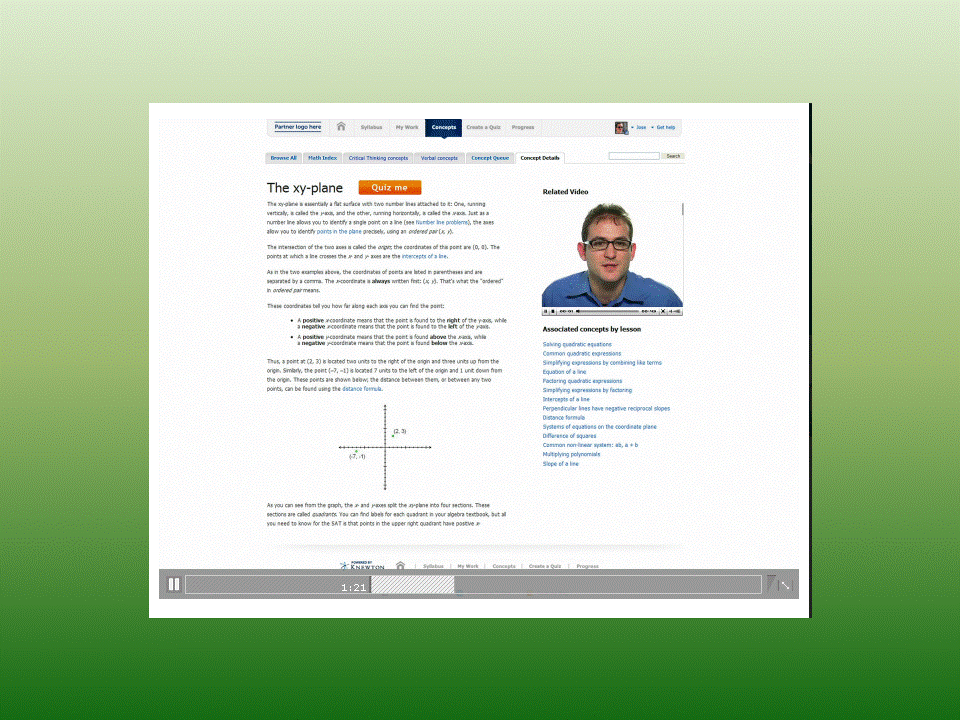 Partner logo here
Syllabus My Work Concepts Create a Quiz Progress
Jose Get help
Browse All Math Index Critical Thinking concepts Verbal concepts Concept Queue Concept Details Search
The xy-plane Quiz me
The xy-plane is essentially a flat surface with two number lines attached to it: One, running
vertically, is called the y-axis, and the other, running horizontally, is called the x-axis. Just as a
number line allows you to identify a single point on a line (see Number line problems), the axes
allow you to identify points in the plane precisely, using an ordered pair (x, y).
The intersection of the two axes is called the origin; the coordinates of this point are (0, 0). The
points at which a line crosses the x- and y- axes are the intercepts of a line.
As in the two examples above, the coordinates of points are listed in parentheses and are
separated by a comma. The x-coordinate is always written first: (x, y). That's what the "ordered"
in ordered pair means.
These coordinates tell you how far along each axis you can find the point:
• A positive x-coordinate means that the point is found to the right of the y-axis, while
a negative x-coordinate means that the point is found to the left of the y-axis.
• A positive y-coordinate means that the point is found above the x-axis, while
a negative y-coordinate means that the point is found below the x-axis.
Thus, a point at (2, 3) is located two units to the right of the origin and three units up from the
origin. Similarly, the point (–7, –1) is located 7 units to the left of the origin and 1 unit down from
the origin. These points are shown below; the distance between them, or between any two
points, can be found using the distance formula.
(2, 3)
(-7, -1)
As you can see from the graph, the x- and y-axes split the xy-plane into four sections. These
sections are called quadrants. You can find labels for each quadrant in your algebra textbook, but all
you need to know for the SAT is that points in the upper right quadrant have positive x-
Related Video
Associated concepts by lesson
Solving quadratic equations
Common quadratic expressions
Simplifying expressions by combining like terms
Equation of a line
Factoring quadratic expressions
Simplifying expressions by factoring
Intercepts of a line
Perpendicular lines have negative reciprocal slopes
Distance formula
Systems of equations on the coordinate plane
Difference of squares
Common non-linear system: ab, a + b
Multiplying polynomials
Slope of a line
POWERED BY
KNEWTON
Syllabus My Work Concepts Create a Quiz Progress
1:21